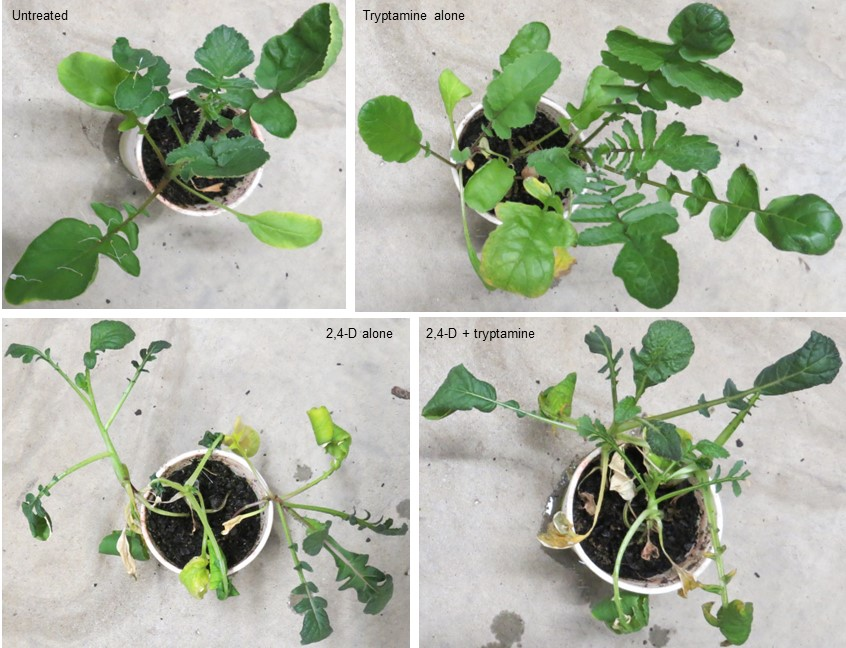 Untreated
Tryptamine alone
2,4-D alone
2,4-D + tryptamine